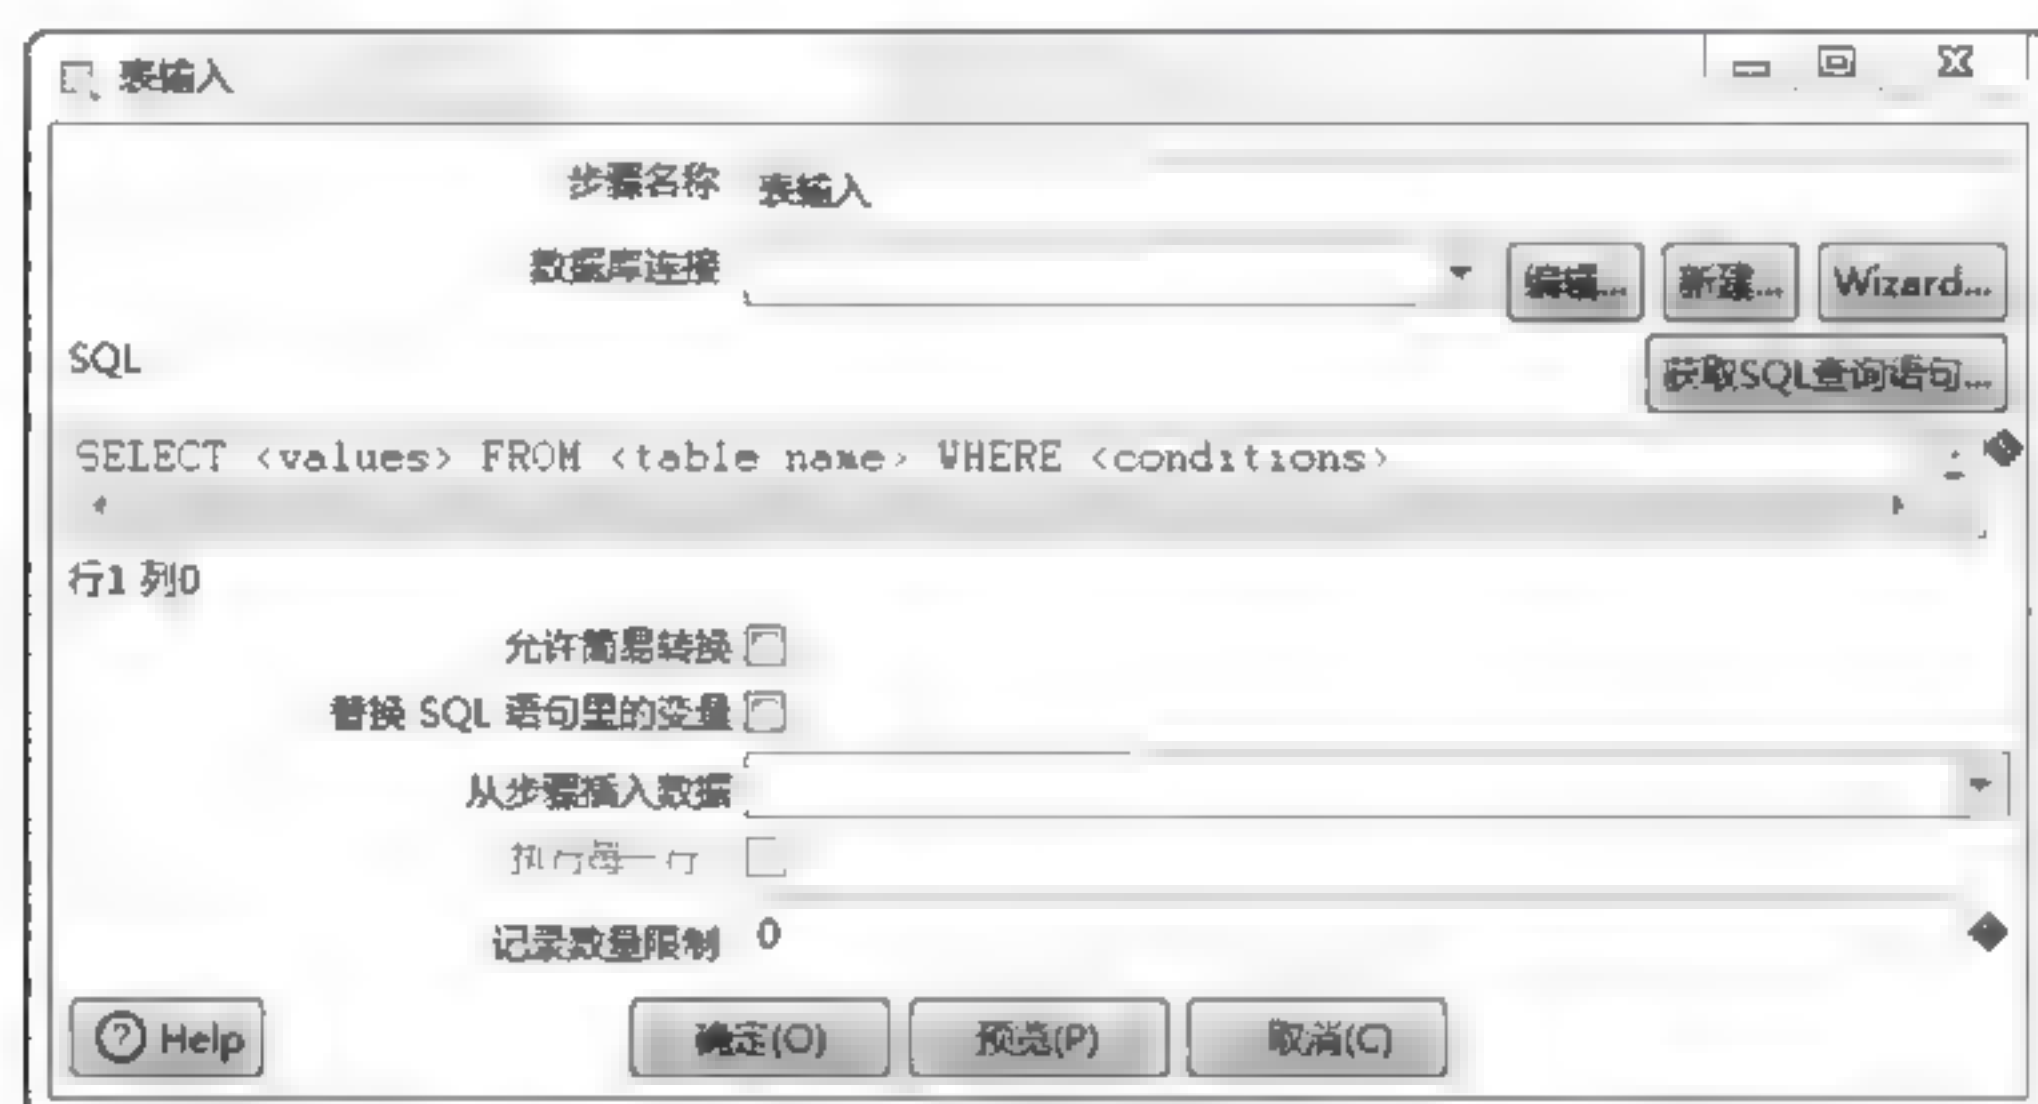 表输入
步骤名称 表输入
数据库连接 编辑... 新建... Wizard...
SQL 获取SQL查询语句...
SELECT <values> FROM <table name> WHERE <conditions>
行1 列0
允许简易转换
替换 SQL 语句里的变量
从步骤插入数据
执行每一行
记录数量限制 0
Help 确定(O) 预览(P) 取消(C)